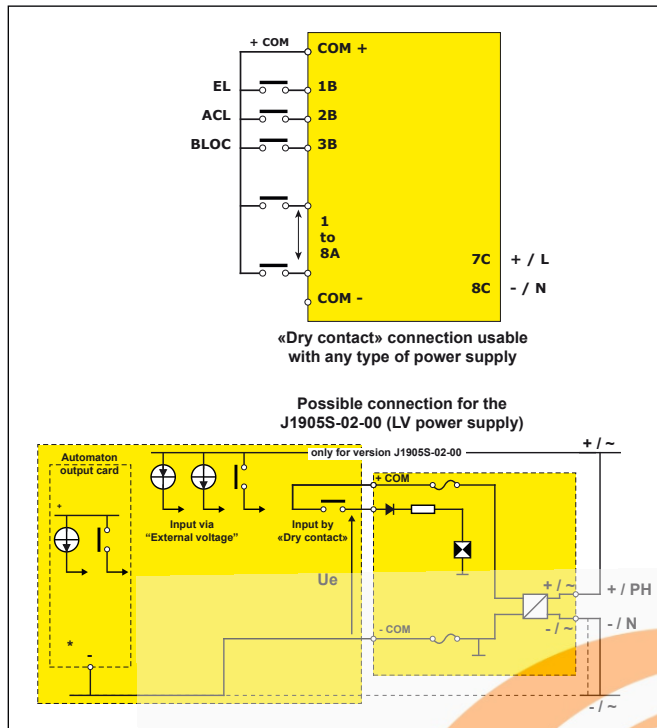 + COM
COM +
EL
1B
ACL
2B
BLOC
3B
1
to
8A
7C
+ / L
8C
- / N
COM -
«Dry contact» connection usable
with any type of power supply
Possible connection for the
J1905S-02-00 (LV power supply)
+ / ~
only for version J1905S-02-00
Automaton
output card
+
+ COM
Input via
“External voltage”
Input by
«Dry contact»
Ue
+ / ~
+ / PH
- / ~
- / N
*
-
- COM
- / ~